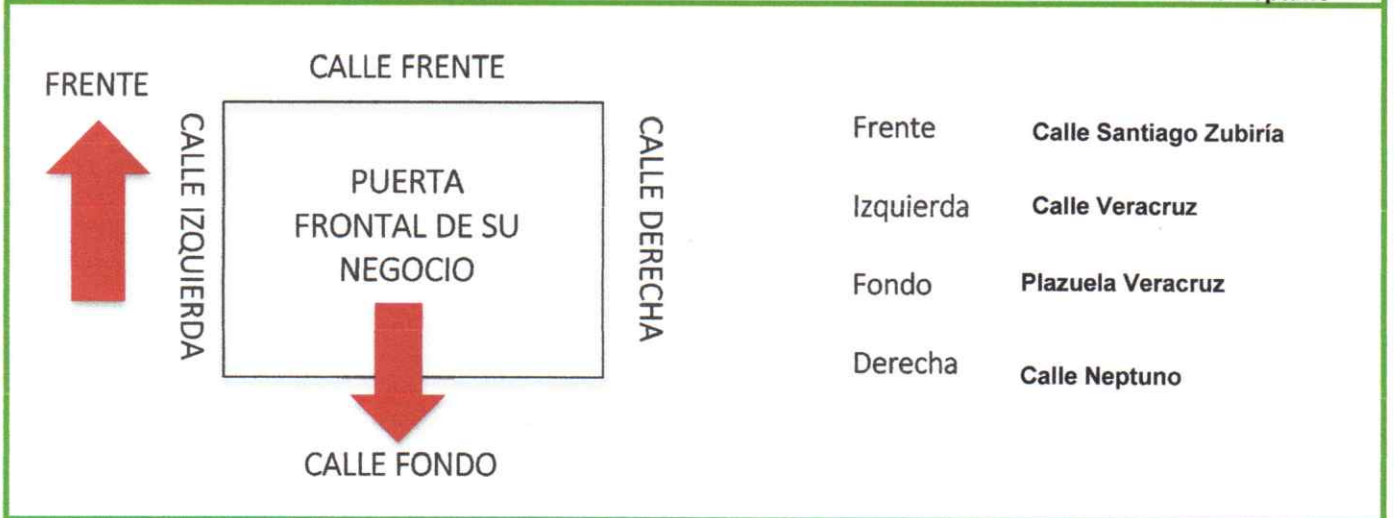 FRENTE
CALLE FRENTE
CALLE IZQUIERDA
PUERTA
FRONTAL DE SU
NEGOCIO
CALLE DERECHA
CALLE FONDO
Frente Calle Santiago Zubiría
Izquierda Calle Veracruz
Fondo Plazuela Veracruz
Derecha Calle Neptuno